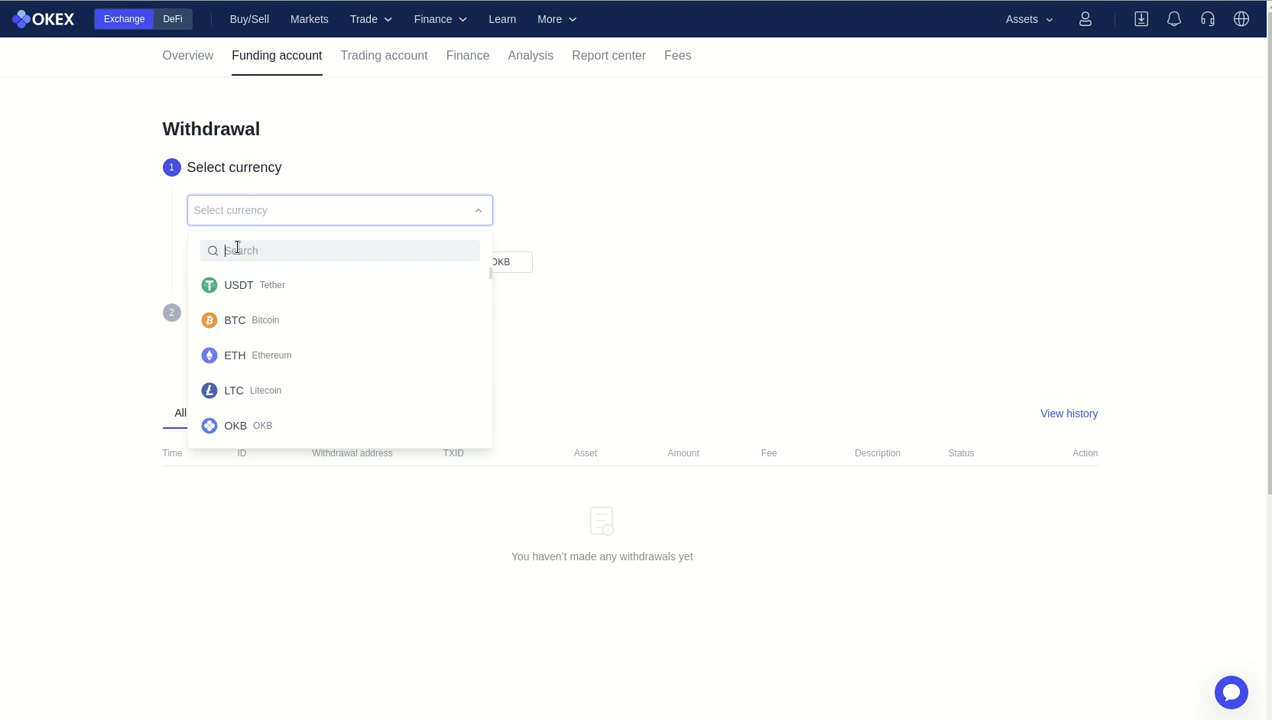 OKEX Exchange DeFi Buy/Sell Markets Trade Finance Learn More Assets
Overview Funding account Trading account Finance Analysis Report center Fees
Withdrawal
1 Select currency
Select currency
Search
OKB
USDT Tether
2
BTC Bitcoin
ETH Ethereum
LTC Litecoin
All
View history
OKB OKB
Time ID Withdrawal address TXID Asset Amount Fee Description Status Action
You haven't made any withdrawals yet